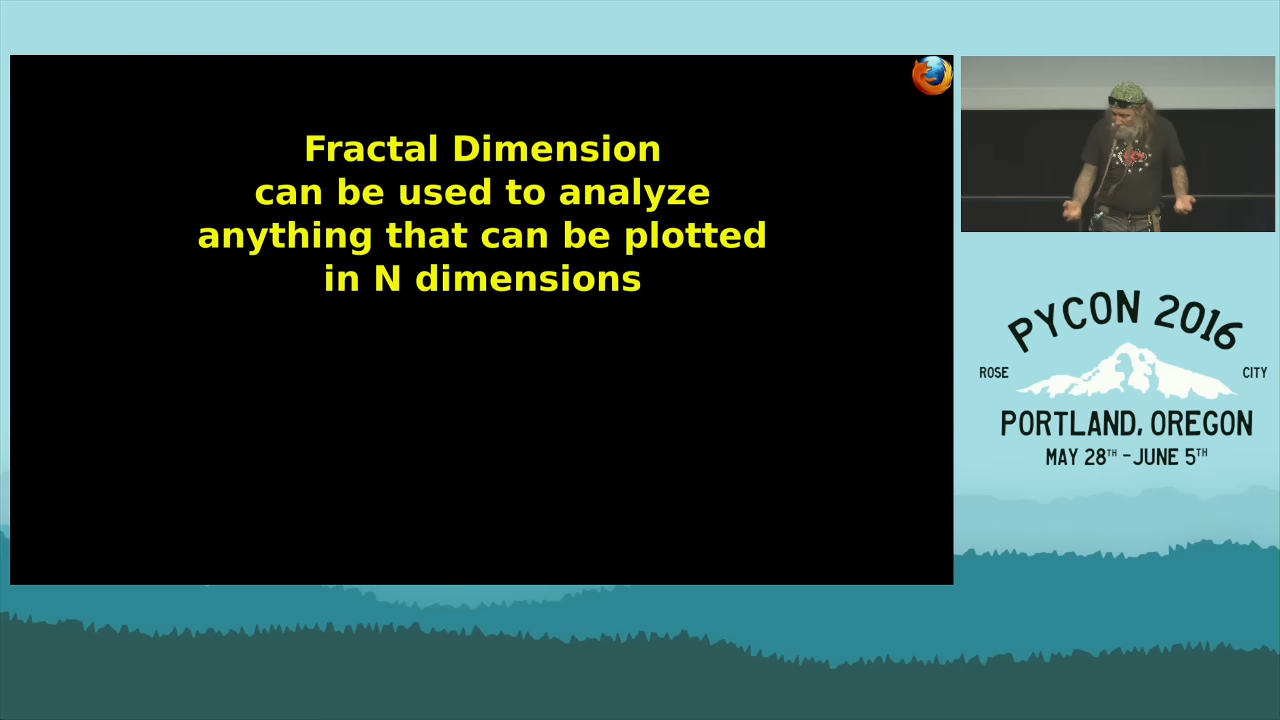 Fractal Dimension
can be used to analyze
anything that can be plotted
in N dimensions
PYCON 2016
ROSE CITY
PORTLAND, OREGON
MAY 28TH - JUNE 5TH